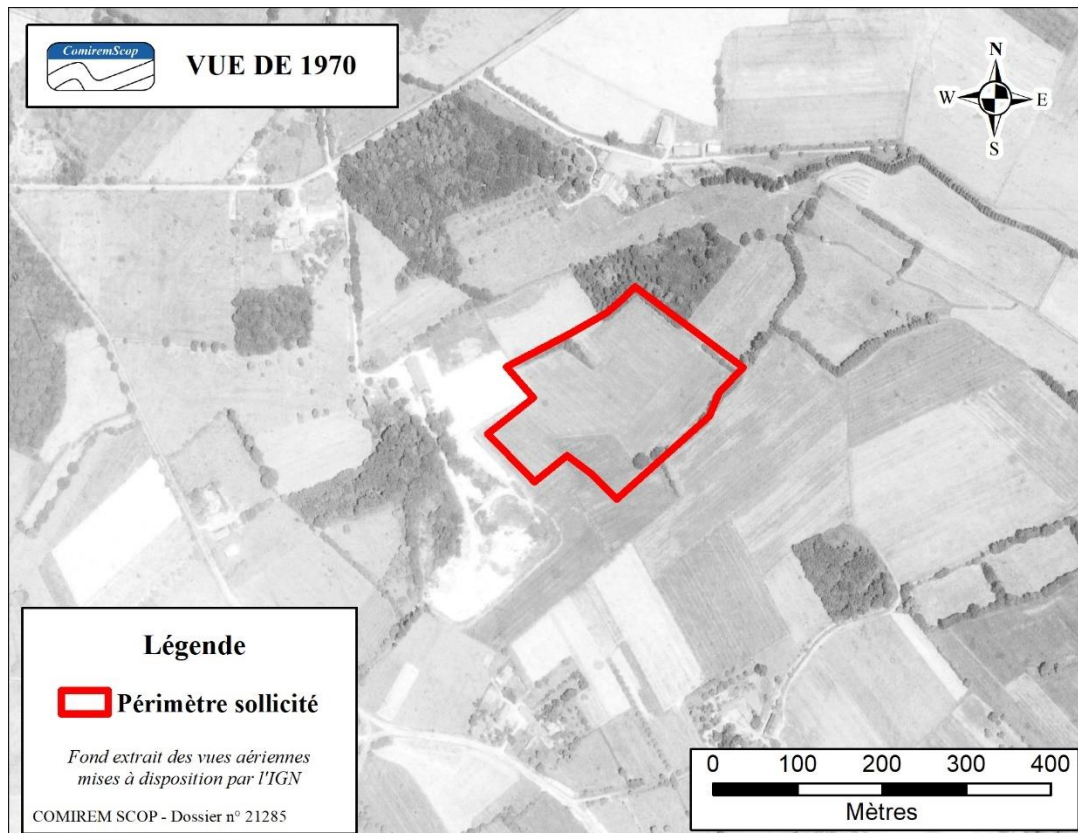 ComiremScop
VUE DE 1970
N
W E
S
Légende
Périmètre sollicité
Fond extrait des vues aériennes
mises à disposition par l'IGN
COMIREM SCOP - Dossier n° 21285
0 100 200 300 400
Mètres